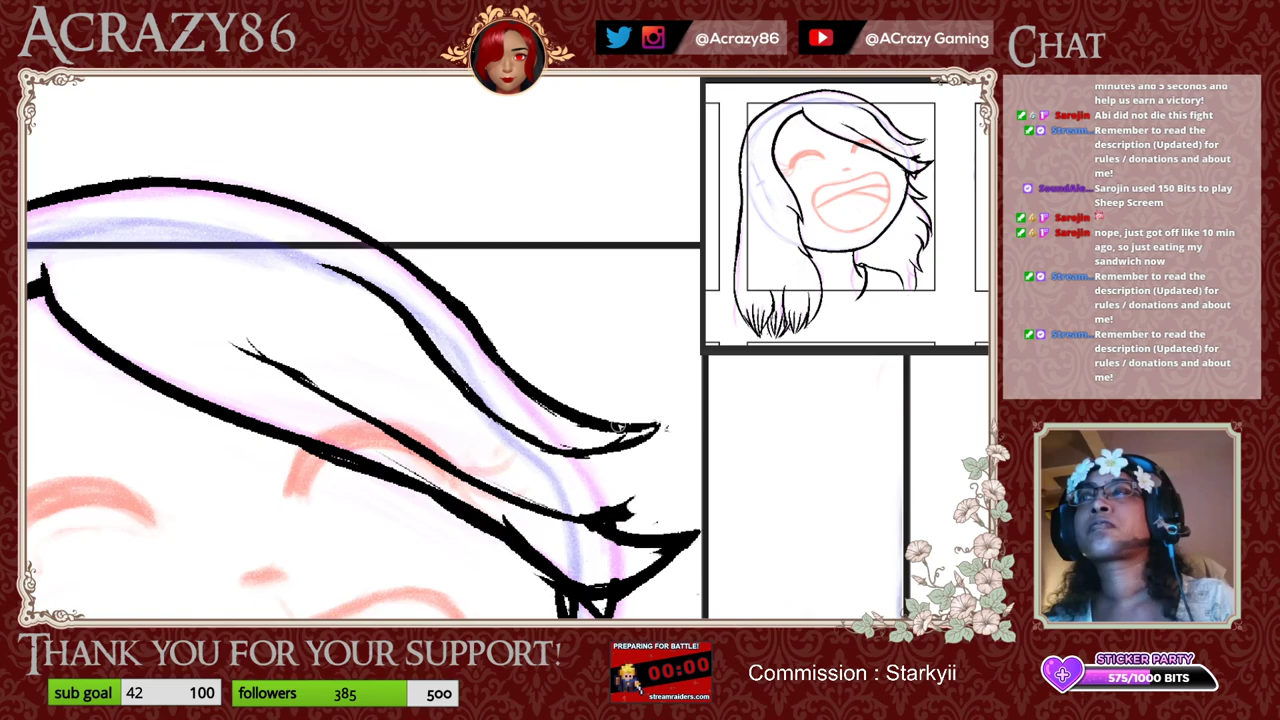 ACRAZY86
@Acrazy86
@ACrazy Gaming
CHAT
minutes and 5 seconds and
help us earn a victory!
Sarojin Abi did not die this fight
Stream... Remember to read the
description (Updated) for
rules / donations and about
me!
SoundAle... Sarojin used 150 Bits to play
Sheep Screem
Sarojin
Sarojin nope, just got off like 10 min
ago, so just eating my
sandwich now
Stream... Remember to read the
description (Updated) for
rules / donations and about
me!
Stream... Remember to read the
description (Updated) for
rules / donations and about
me!
THANK YOU FOR YOUR SUPPORT!
sub goal 42 100
followers 385 500
PREPARING FOR BATTLE!
00:00
streamraiders.com
Commission : Starkyii
STICKER PARTY
575/1000 BITS